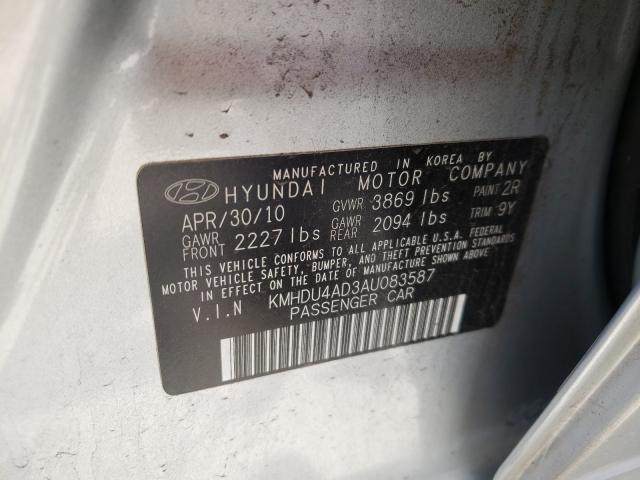 MANUFACTURED IN KOREA BY
HYUNDAI MOTOR COMPANY
APR/30/10 GVWR 3869 lbs PAINT 2R
GAWR FRONT 2227 lbs GAWR REAR 2094 lbs TRIM 9Y
THIS VEHICLE CONFORMS TO ALL APPLICABLE U.S.A. FEDERAL
MOTOR VEHICLE SAFETY, BUMPER, AND THEFT PREVENTION STANDARDS
IN EFFECT ON THE DATE OF MANUFACTURE SHOWN ABOVE.
V.I.N KMHDU4AD3AU083587
PASSENGER CAR